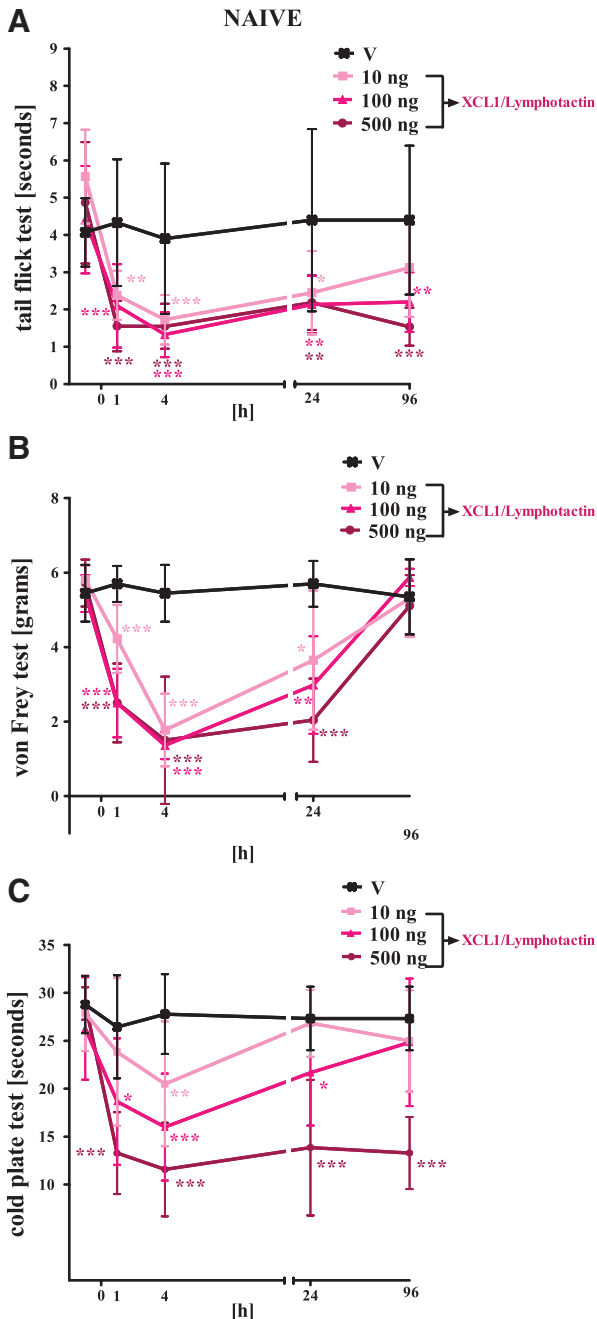 A
NAIVE
V
10 ng
100 ng
500 ng
XCL1/Lymphotactin
tail flick test [seconds]
9
8
7
6
5
4
3
2
1
0
**
***
*
**
***
***
***
***
**
**
***
0 1 4 24 96
[h]
B
V
10 ng
100 ng
500 ng
XCL1/Lymphotactin
von Frey test [grams]
8
6
4
2
0
***
***
***
***
***
***
*
**
***
0 1 4 24
96
[h]
C
V
10 ng
100 ng
500 ng
XCL1/Lymphotactin
cold plate test [seconds]
35
30
25
20
15
10
*
**
***
***
***
*
***
***
0 1 4 24 96
[h]